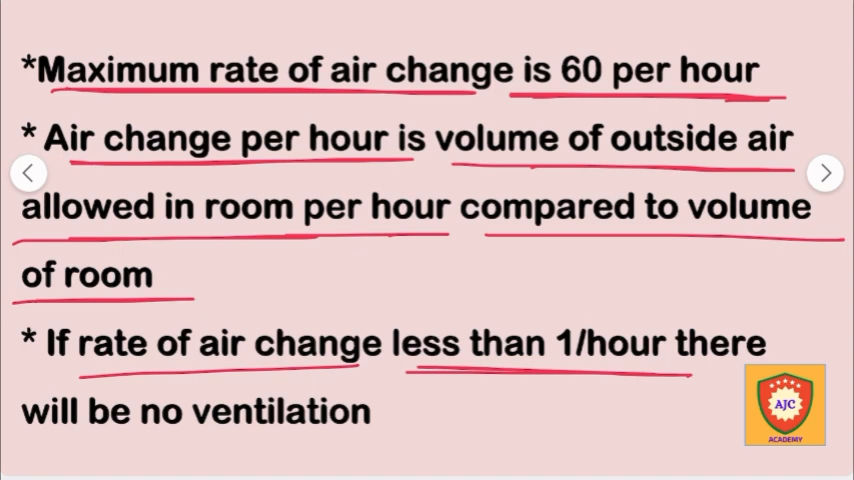 *Maximum rate of air change is 60 per hour
* Air change per hour is volume of outside air
allowed in room per hour compared to volume
of room
* If rate of air change less than 1/hour there
will be no ventilation
AJC
ACADEMY